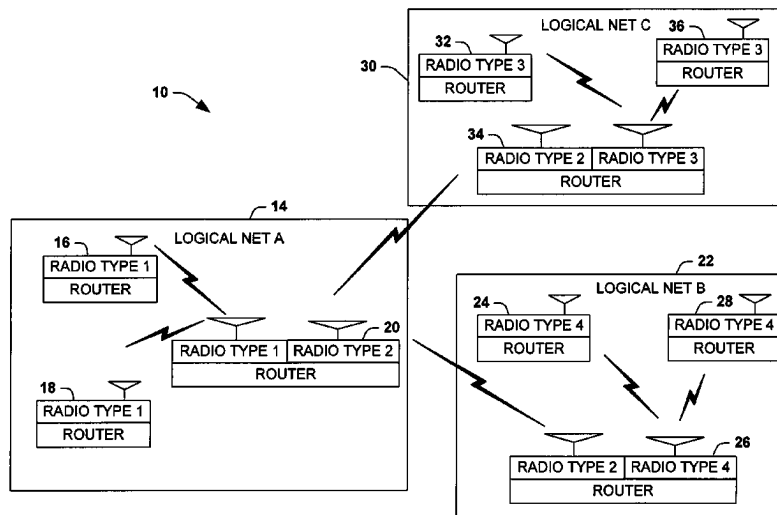 LOGICAL NET C
30
32
RADIO TYPE 3
ROUTER
36
RADIO TYPE 3
ROUTER
10
34
RADIO TYPE 2 RADIO TYPE 3
ROUTER
14
LOGICAL NET A
16
RADIO TYPE 1
ROUTER
20
RADIO TYPE 1 RADIO TYPE 2
ROUTER
18
RADIO TYPE 1
ROUTER
22
LOGICAL NET B
24
RADIO TYPE 4
ROUTER
28
RADIO TYPE 4
ROUTER
26
RADIO TYPE 2 RADIO TYPE 4
ROUTER